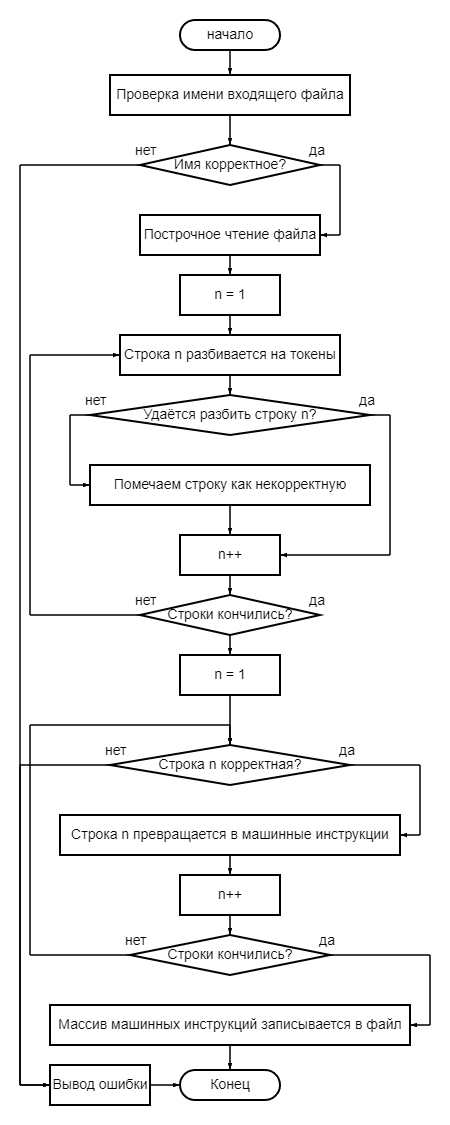 начало
Проверка имени входящего файла
нет
да
Имя корректное?
Построчное чтение файла
n = 1
Строка n разбивается на токены
нет
да
Удаётся разбить строку n?
Помечаем строку как некорректную
n++
нет
да
Строки кончились?
n = 1
нет
да
Строка n корректная?
Строка n превращается в машинные инструкции
n++
нет
да
Строки кончились?
Массив машинных инструкций записывается в файл
Вывод ошибки
Конец